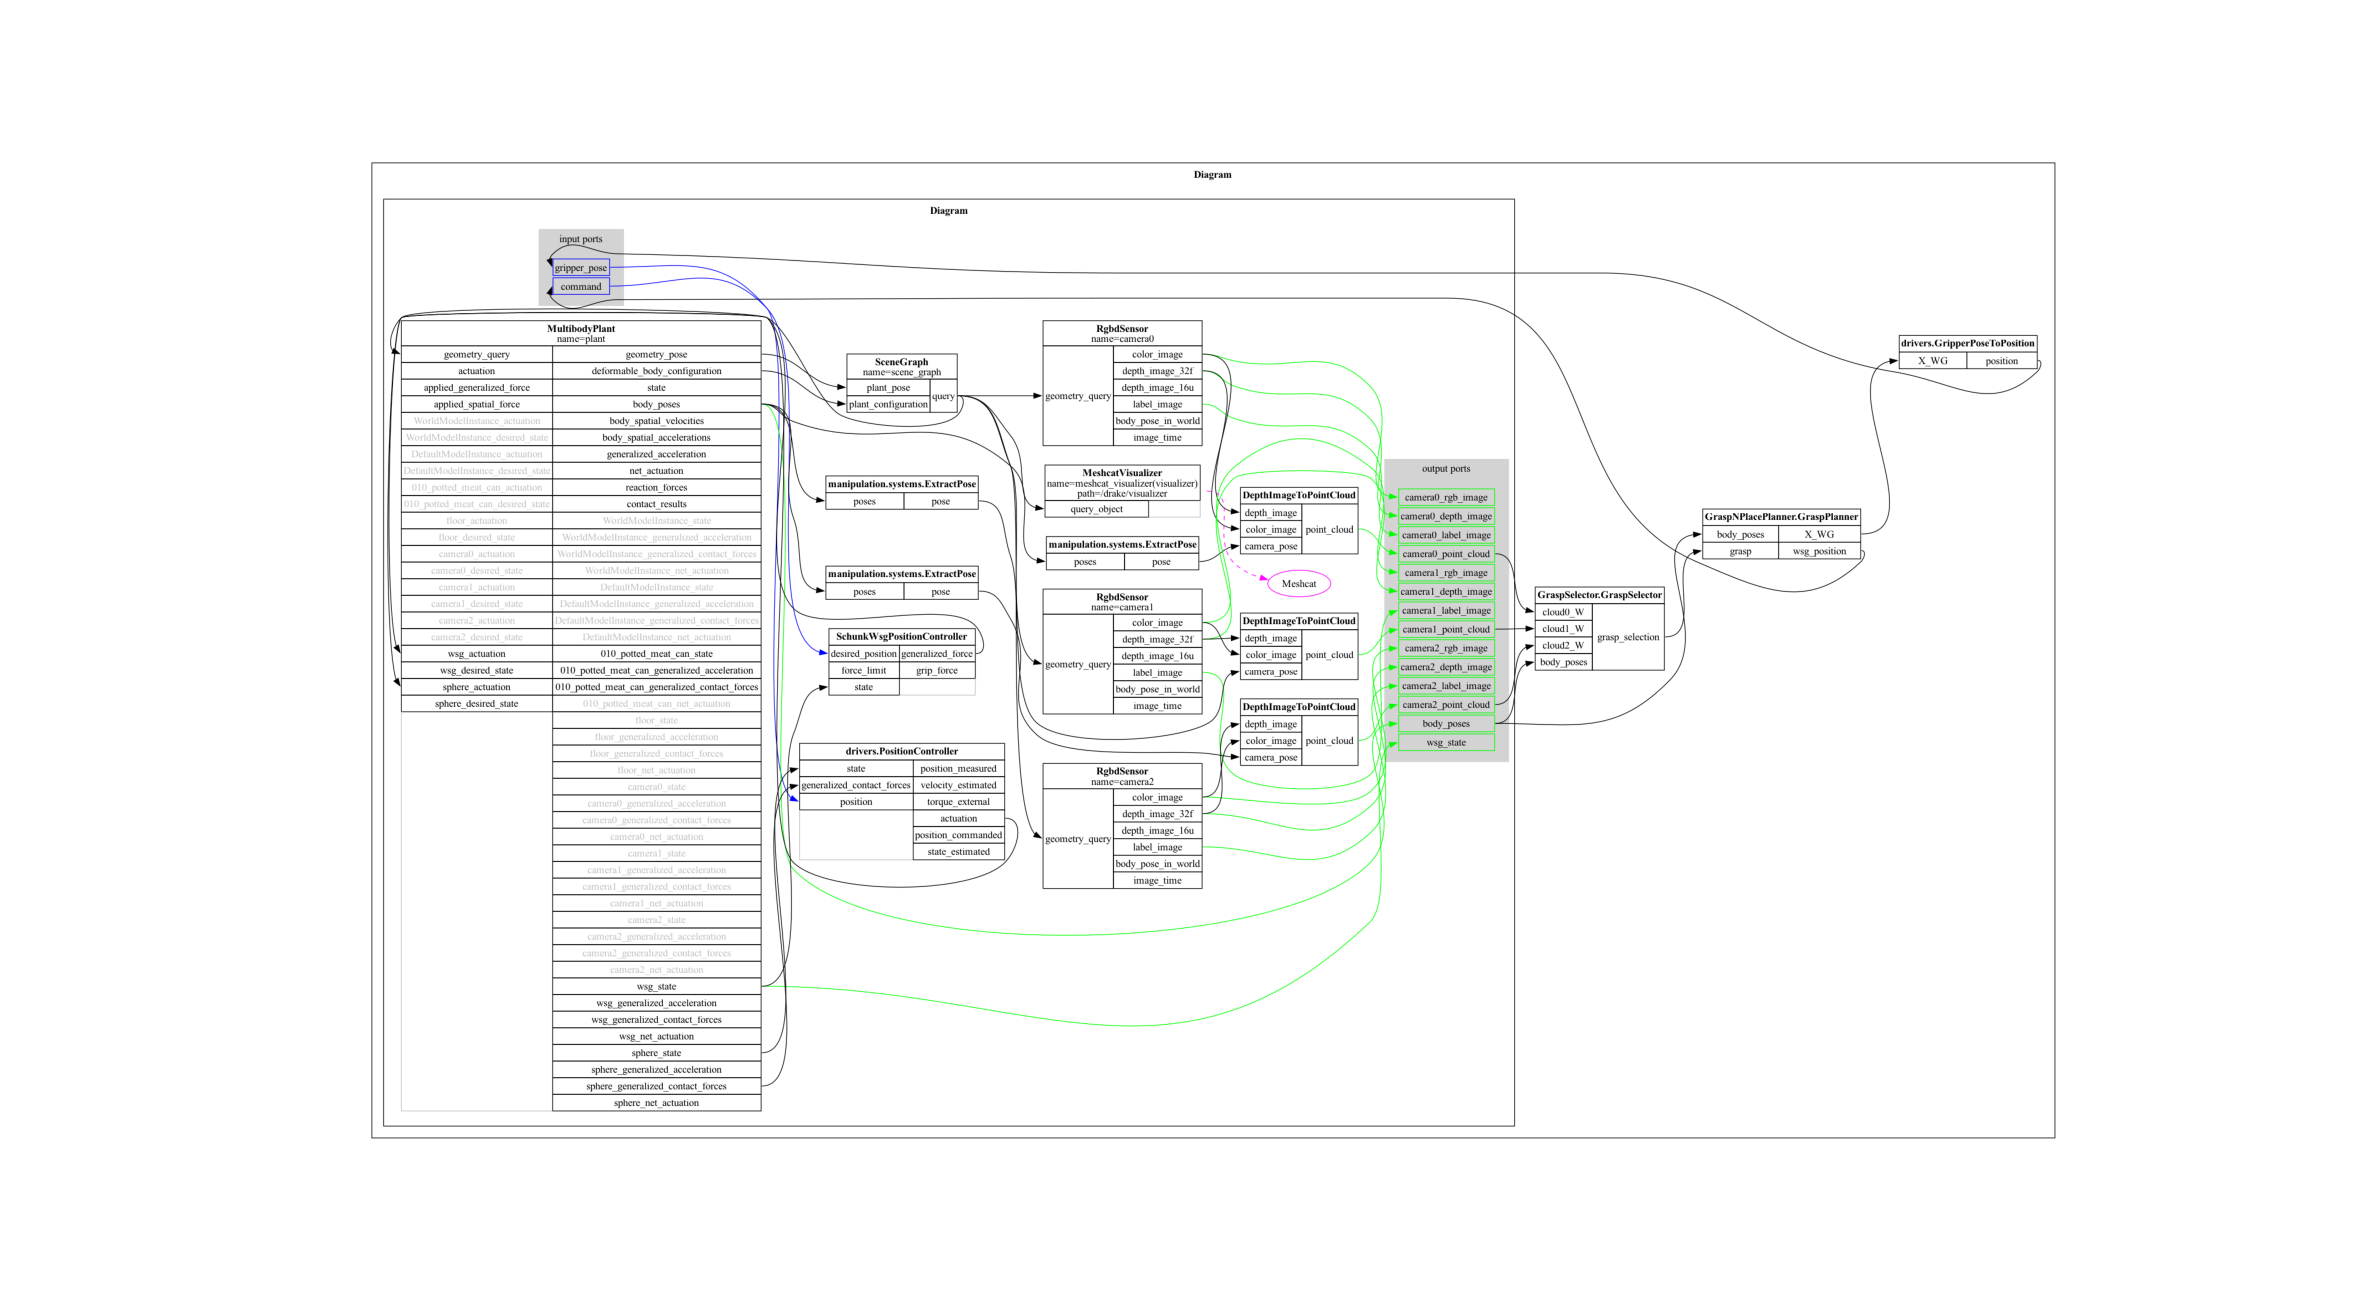 Diagram
Diagram
input ports
gripper_pose
command
MultibodyPlant
name=plant
geometry_query
actuation
applied_generalized_force
applied_spatial_force
WorldModelInstance_actuation
WorldModelInstance_desired_state
DefaultModelInstance_actuation
DefaultModelInstance_desired_state
010_potted_meat_can_actuation
010_potted_meat_can_desired_state
floor_actuation
floor_desired_state
camera0_actuation
camera0_desired_state
camera1_actuation
camera1_desired_state
camera2_actuation
camera2_desired_state
wsg_actuation
wsg_desired_state
sphere_actuation
sphere_desired_state
geometry_pose
deformable_body_configuration
state
body_poses
body_spatial_velocities
body_spatial_accelerations
generalized_acceleration
net_actuation
reaction_forces
contact_results
WorldModelInstance_state
WorldModelInstance_generalized_acceleration
WorldModelInstance_generalized_contact_forces
WorldModelInstance_net_actuation
DefaultModelInstance_state
DefaultModelInstance_generalized_acceleration
DefaultModelInstance_generalized_contact_forces
DefaultModelInstance_net_actuation
010_potted_meat_can_state
010_potted_meat_can_generalized_acceleration
010_potted_meat_can_generalized_contact_forces
010_potted_meat_can_net_actuation
floor_state
floor_generalized_acceleration
floor_generalized_contact_forces
floor_net_actuation
camera0_state
camera0_generalized_acceleration
camera0_generalized_contact_forces
camera0_net_actuation
camera1_state
camera1_generalized_acceleration
camera1_generalized_contact_forces
camera1_net_actuation
camera2_state
camera2_generalized_acceleration
camera2_generalized_contact_forces
camera2_net_actuation
wsg_state
wsg_generalized_acceleration
wsg_generalized_contact_forces
wsg_net_actuation
sphere_state
sphere_generalized_acceleration
sphere_generalized_contact_forces
sphere_net_actuation
SceneGraph
name=scene_graph
plant_pose
plant_configuration
query
manipulation.systems.ExtractPose
poses pose
manipulation.systems.ExtractPose
poses pose
SchunkWsgPositionController
desired_position generalized_force
force_limit grip_force
state
drivers.PositionController
state position_measured
generalized_contact_forces velocity_estimated
position torque_external
actuation
position_commanded
state_estimated
RgbdSensor
name=camera0
geometry_query
color_image
depth_image_32f
depth_image_16u
label_image
body_pose_in_world
image_time
MeshcatVisualizer
name=meshcat_visualizer(visualizer)
path=/drake/visualizer
query_object
manipulation.systems.ExtractPose
poses pose
RgbdSensor
name=camera1
geometry_query
color_image
depth_image_32f
depth_image_16u
label_image
body_pose_in_world
image_time
RgbdSensor
name=camera2
geometry_query
color_image
depth_image_32f
depth_image_16u
label_image
body_pose_in_world
image_time
DepthImageToPointCloud
depth_image
color_image
camera_pose
point_cloud
Meshcat
DepthImageToPointCloud
depth_image
color_image
camera_pose
point_cloud
DepthImageToPointCloud
depth_image
color_image
camera_pose
point_cloud
output ports
camera0_rgb_image
camera0_depth_image
camera0_label_image
camera0_point_cloud
camera1_rgb_image
camera1_depth_image
camera1_label_image
camera1_point_cloud
camera2_rgb_image
camera2_depth_image
camera2_label_image
camera2_point_cloud
body_poses
wsg_state
GraspSelector.GraspSelector
cloud0_W
cloud1_W
cloud2_W
body_poses
grasp_selection
GraspNPlacePlanner.GraspPlanner
body_poses X_WG
grasp wsg_position
drivers.GripperPoseToPosition
X_WG position